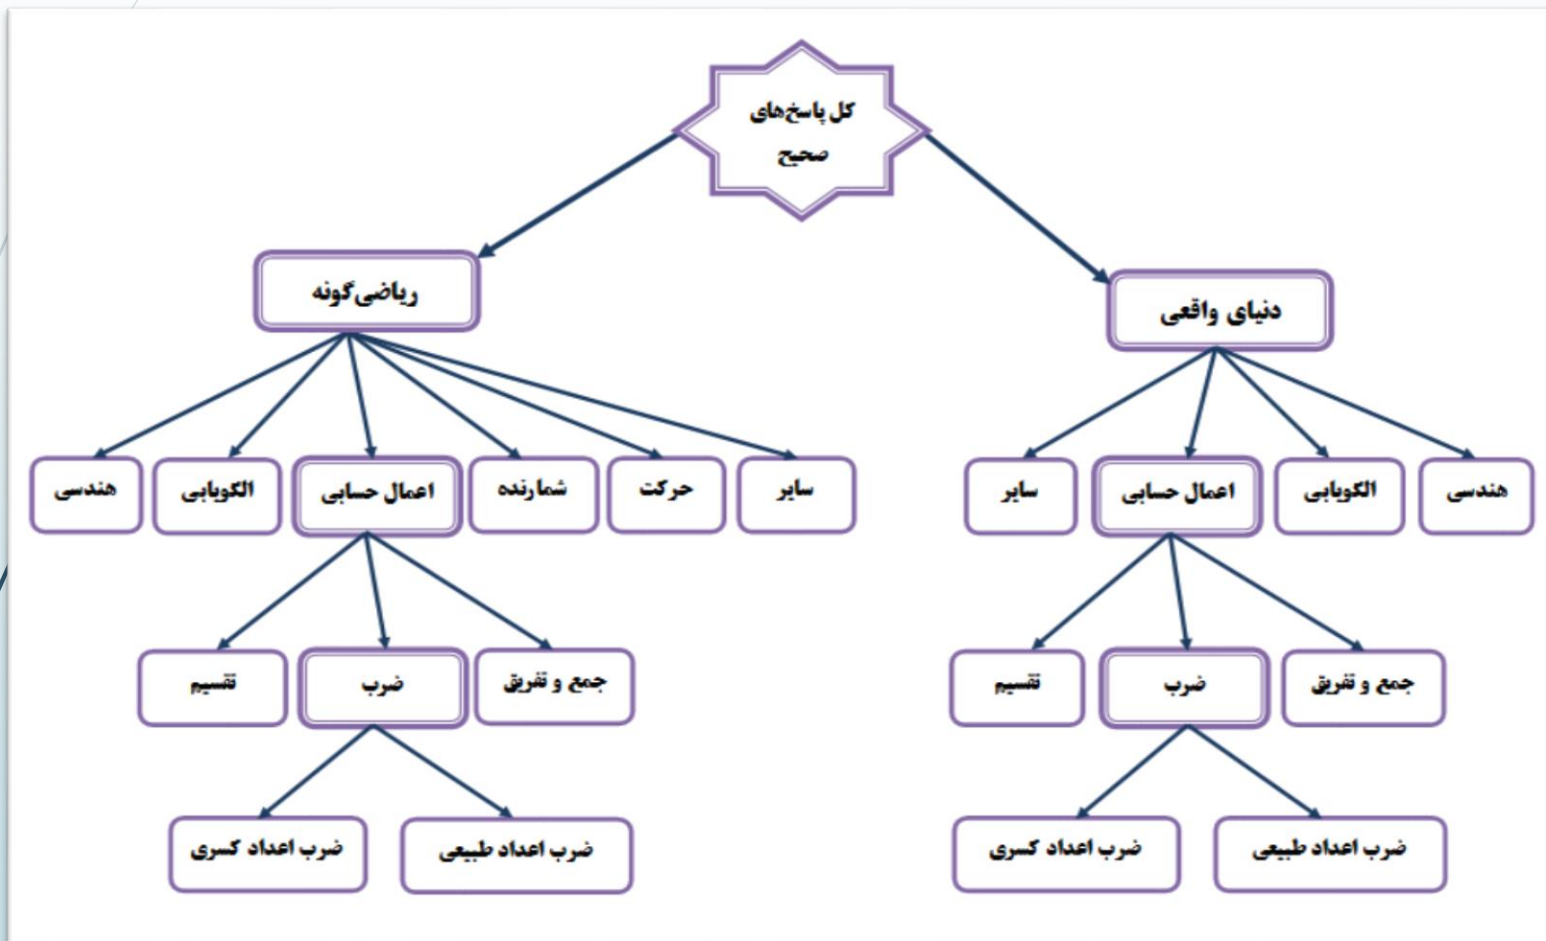 کل پاسخ‌های
صحیح
دنیای واقعی
ریاضی‌گونه
هندسی
الگویابی
اعمال حسابی
سایر
سایر
حرکت
شمارنده
اعمال حسابی
الگویابی
هندسی
جمع و تفریق
ضرب
تقسیم
جمع و تفریق
ضرب
تقسیم
ضرب اعداد طبیعی
ضرب اعداد کسری
ضرب اعداد طبیعی
ضرب اعداد کسری